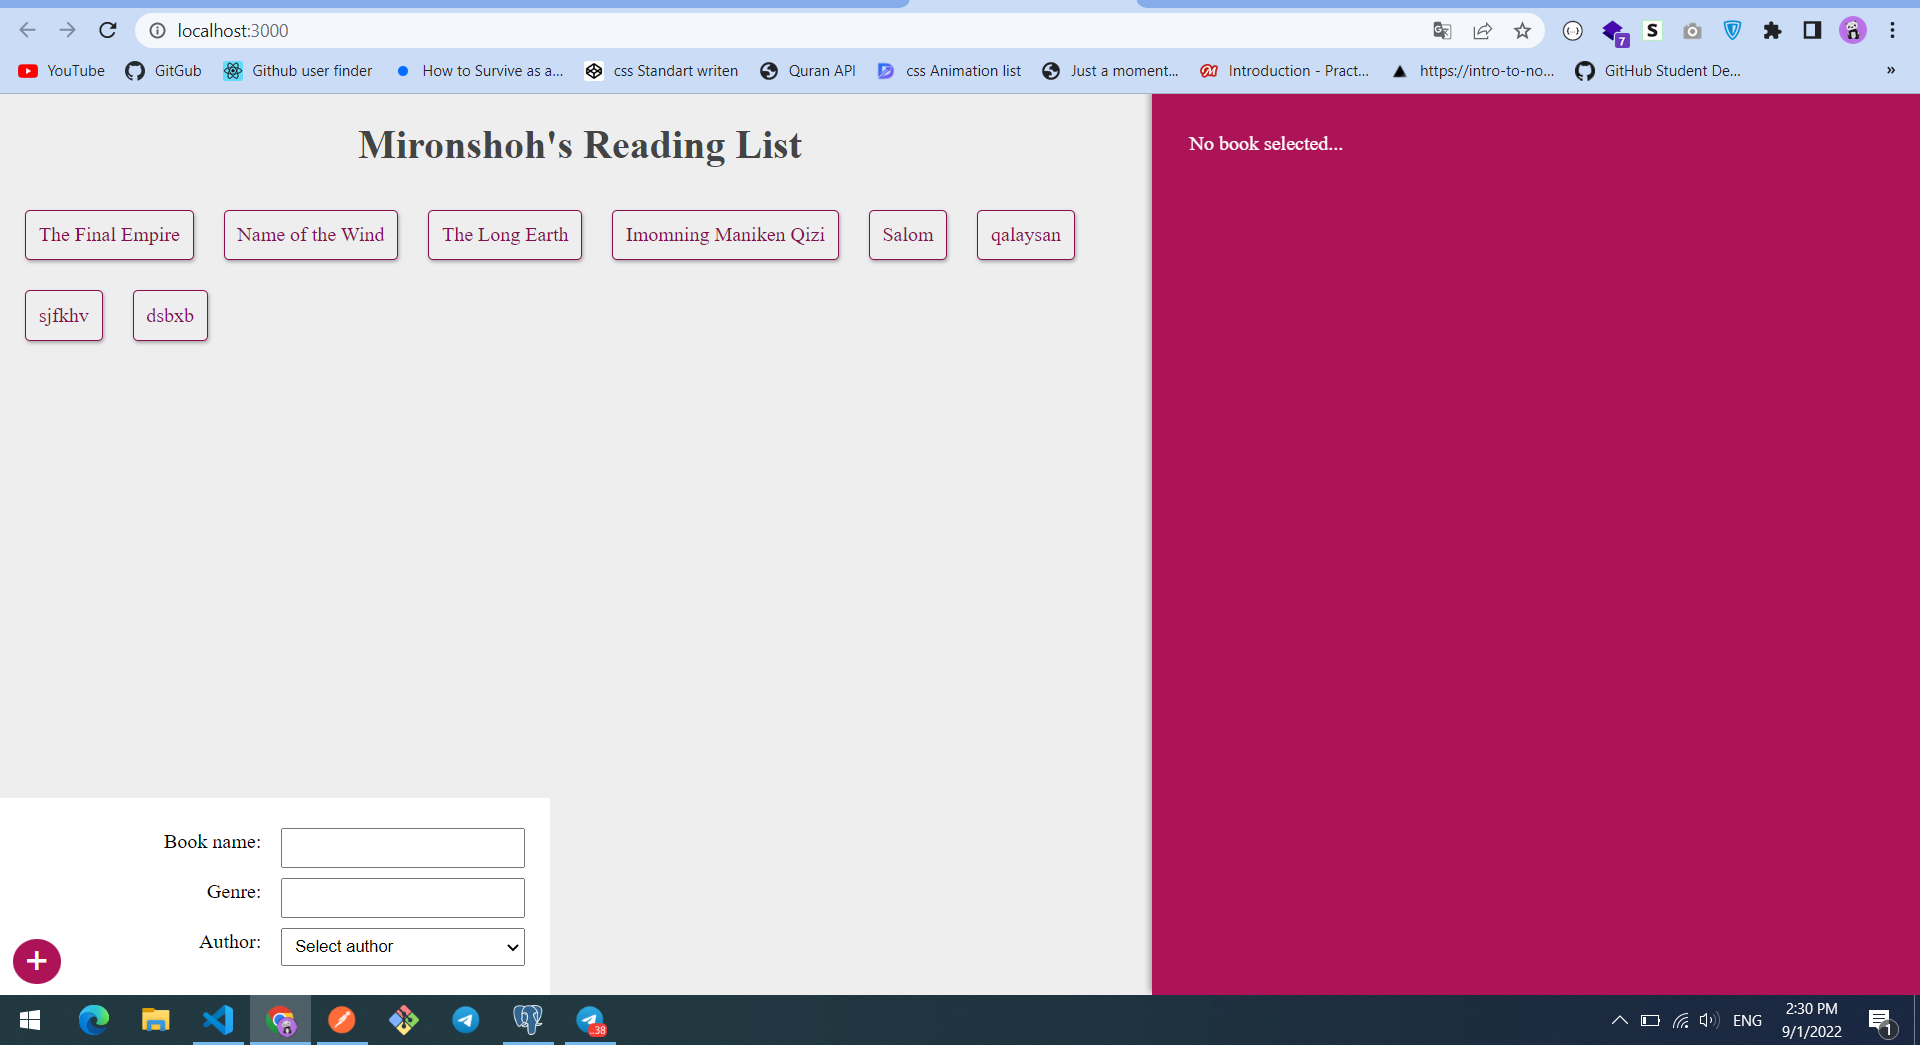 localhost:3000
7
S
YouTube GitGub Github user finder How to Survive as a... css Standart writen Quran API css Animation list Just a moment... Introduction - Pract... https://intro-to-no... GitHub Student De... »
Mironshoh's Reading List
No book selected...
The Final Empire Name of the Wind The Long Earth Imomning Maniken Qizi Salom qalaysan
sjfkhv dsbxb
Book name:
Genre:
Author: Select author
+
..38
ENG
2:30 PM
9/1/2022
1